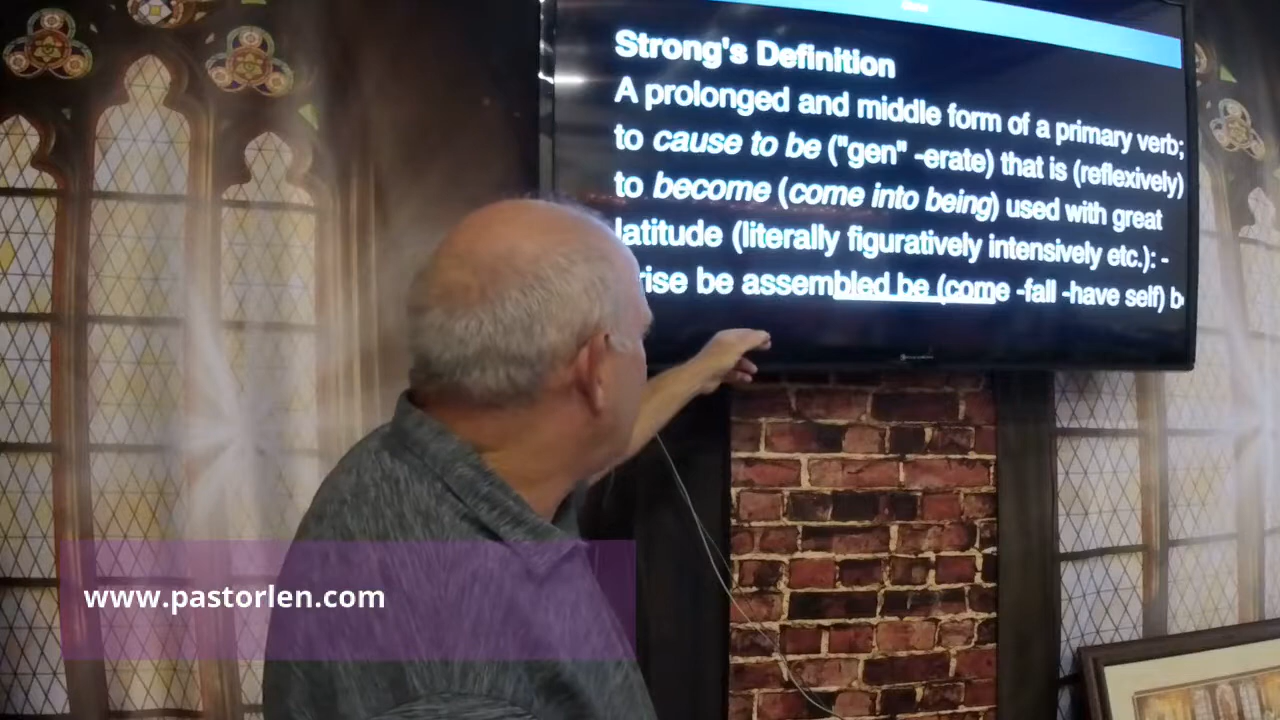 Strong's Definition
A prolonged and middle form of a primary verb;
to cause to be ("gen" -erate) that is (reflexively)
to become (come into being) used with great
latitude (literally figuratively intensively etc.): -
rise be assembled be (come -fall -have self) b
www.pastorlen.com